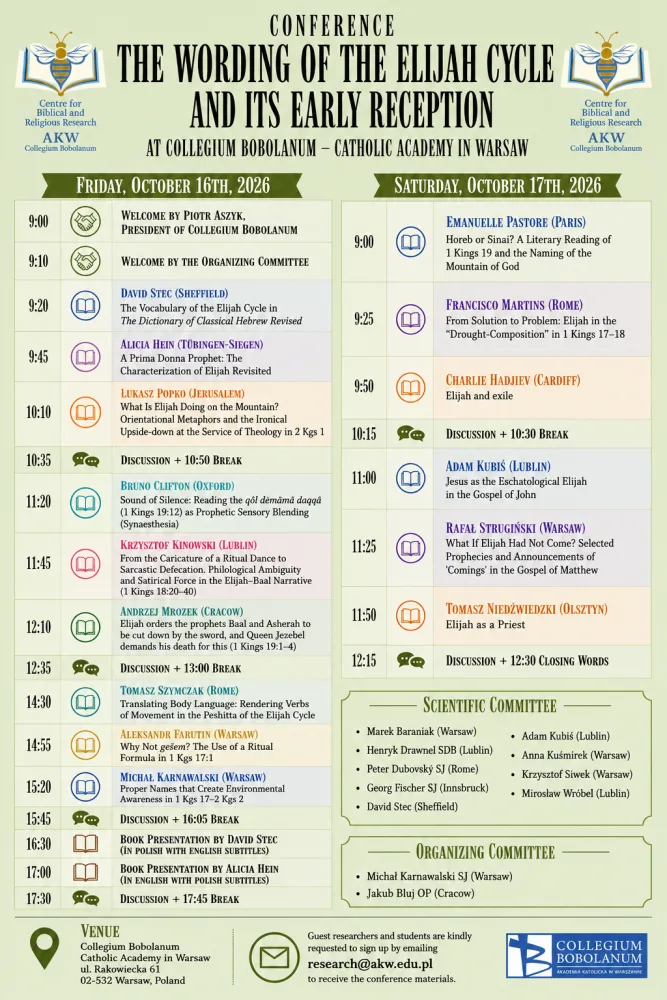 CONFERENCE
THE WORDING OF THE ELIJAH CYCLE
AND ITS EARLY RECEPTION
AT COLLEGIUM BOBOLANUM – CATHOLIC ACADEMY IN WARSAW
Centre for
Biblical and
Religious Research
AKW
Collegium Bobolanum
Centre for
Biblical and
Religious Research
AKW
Collegium Bobolanum
FRIDAY, OCTOBER 16TH, 2026
9:00
WELCOME BY PIOTR ASZYK,
PRESIDENT OF COLLEGIUM BOBOLANUM
9:10
WELCOME BY THE ORGANIZING COMMITTEE
9:20
DAVID STEC (SHEFFIELD)
The Vocabulary of the Elijah Cycle in
The Dictionary of Classical Hebrew Revised
9:45
ALICIA HEIN (TÜBINGEN-SIEGEN)
A Prima Donna Prophet: The
Characterization of Elijah Revisited
10:10
LUKASZ POPKO (JERUSALEM)
What Is Elijah Doing on the Mountain?
Orientational Metaphors and the Ironical
Upside-down at the Service of Theology in 2 Kgs 1
10:35
DISCUSSION + 10:50 BREAK
11:20
BRUNO CLIFTON (OXFORD)
Sound of Silence: Reading the qôl dĕmāmâ daqqâ
(1 Kings 19:12) as Prophetic Sensory Blending
(Synaesthesia)
11:45
KRZYSZTOF KINOWSKI (LUBLIN)
From the Caricature of a Ritual Dance to
Sarcastic Defecation. Philological Ambiguity
and Satirical Force in the Elijah–Baal Narrative
(1 Kings 18:20–40)
12:10
ANDRZEJ MROZEK (CRACOW)
Elijah orders the prophets Baal and Asherah to
be cut down by the sword, and Queen Jezebel
demands his death for this (1 Kings 19:1–4)
12:35
DISCUSSION + 13:00 BREAK
14:30
TOMASZ SZYMCZAK (ROME)
Translating Body Language: Rendering Verbs
of Movement in the Peshitta of the Elijah Cycle
14:55
ALEKSANDR FARUTIN (WARSAW)
Why Not gešem? The Use of a Ritual
Formula in 1 Kgs 17:1
15:20
MICHAŁ KARNAWALSKI (WARSAW)
Proper Names that Create Environmental
Awareness in 1 Kgs 17–2 Kgs 2
15:45
DISCUSSION + 16:05 BREAK
16:30
BOOK PRESENTATION BY DAVID STEC
(IN POLISH WITH ENGLISH SUBTITLES)
17:00
BOOK PRESENTATION BY ALICIA HEIN
(IN ENGLISH WITH POLISH SUBTITLES)
17:30
DISCUSSION + 17:45 BREAK
SATURDAY, OCTOBER 17TH, 2026
9:00
EMANUELLE PASTORE (PARIS)
Horeb or Sinai? A Literary Reading of
1 Kings 19 and the Naming of the
Mountain of God
9:25
FRANCISCO MARTINS (ROME)
From Solution to Problem: Elijah in the
“Drought-Composition” in 1 Kings 17–18
9:50
CHARLIE HADJIEV (CARDIFF)
Elijah and exile
10:15
DISCUSSION + 10:30 BREAK
11:00
ADAM KUBIŚ (LUBLIN)
Jesus as the Eschatological Elijah
in the Gospel of John
11:25
RAFAŁ STRUGIŃSKI (WARSAW)
What If Elijah Had Not Come? Selected
Prophecies and Announcements of
'Comings' in the Gospel of Matthew
11:50
TOMASZ NIEDŹWIEDZKI (OLSZTYN)
Elijah as a Priest
12:15
DISCUSSION + 12:30 CLOSING WORDS
SCIENTIFIC COMMITTEE
• Marek Baraniak (Warsaw)
• Henryk Drawnel SDB (Lublin)
• Peter Dubovský SJ (Rome)
• Georg Fischer SJ (Innsbruck)
• David Stec (Sheffield)
• Adam Kubiś (Lublin)
• Anna Kuśmirek (Warsaw)
• Krzysztof Siwek (Warsaw)
• Mirosław Wróbel (Lublin)
ORGANIZING COMMITTEE
• Michał Karnawalski SJ (Warsaw)
• Jakub Bluj OP (Cracow)
VENUE
Collegium Bobolanum
Catholic Academy in Warsaw
ul. Rakowiecka 61
02-532 Warsaw, Poland
Guest researchers and students are kindly
requested to sign up by emailing
research@akw.edu.pl
to receive the conference materials.
COLLEGIUM
BOBOLANUM
AKADEMIA KATOLICKA W WARSZAWIE